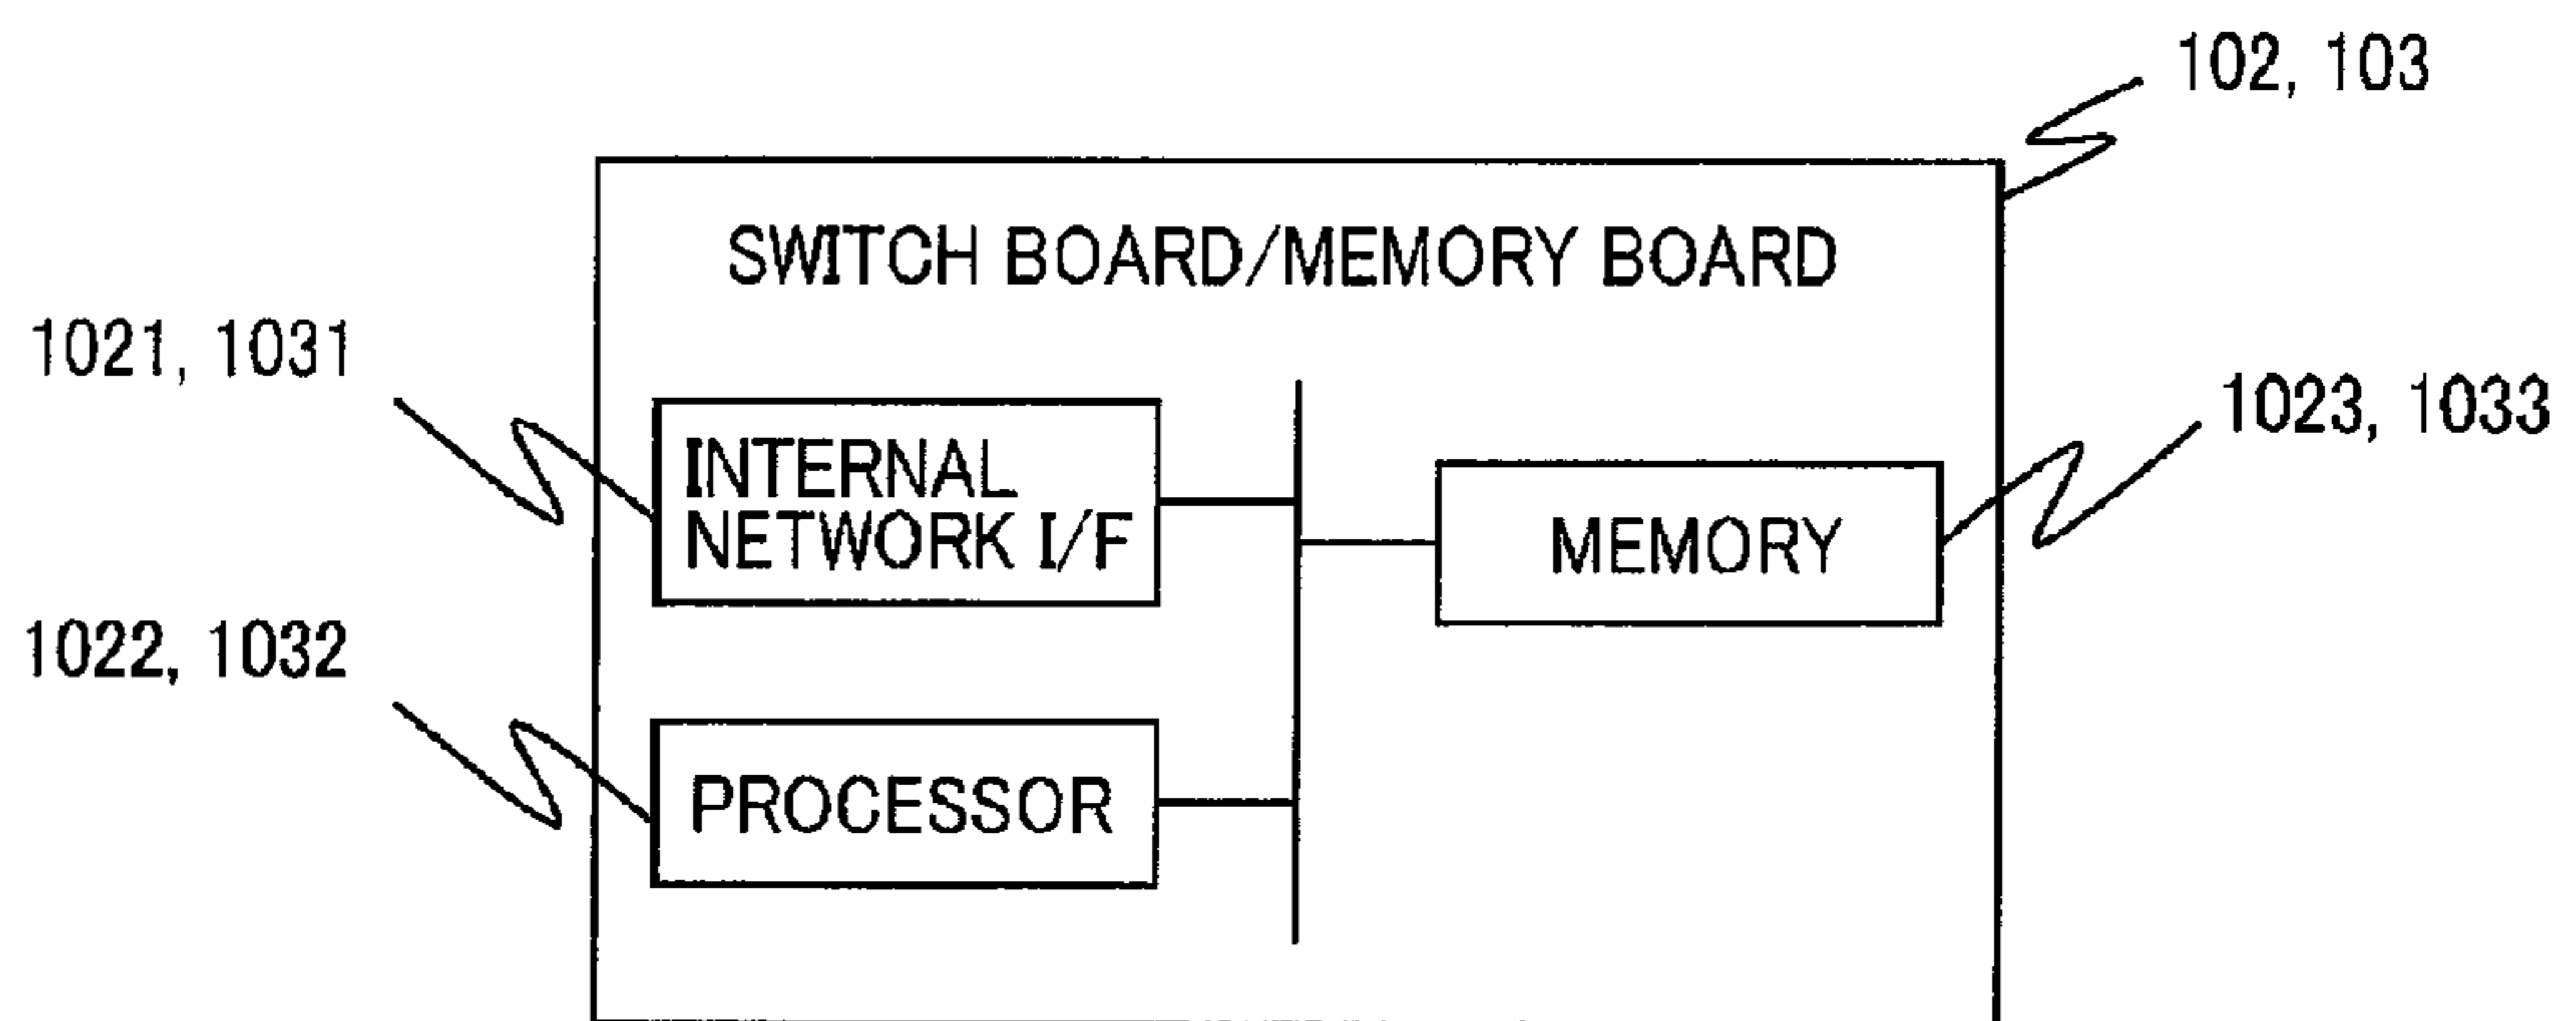 102, 103
SWITCH BOARD/MEMORY BOARD
1021, 1031
INTERNAL
NETWORK I/F
1023, 1033
MEMORY
1022, 1032
PROCESSOR